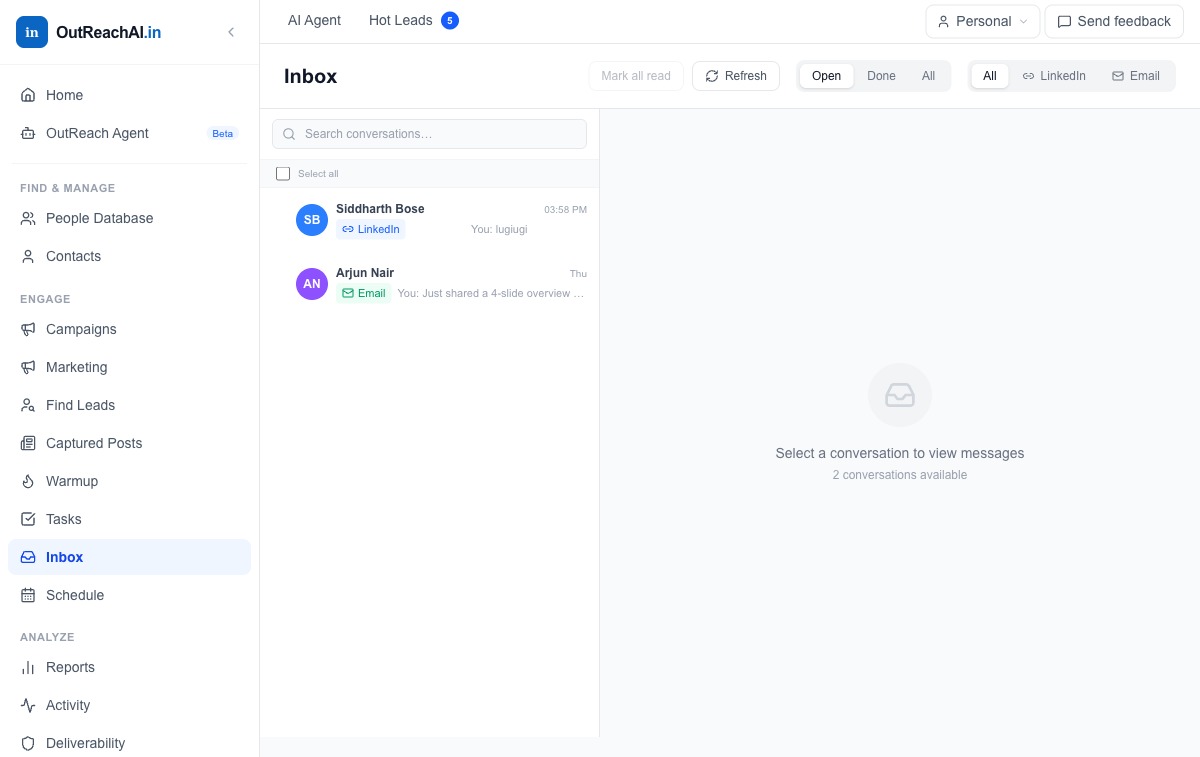 in OutReachAI.in
Home
OutReach Agent Beta
FIND & MANAGE
People Database
Contacts
ENGAGE
Campaigns
Marketing
Find Leads
Captured Posts
Warmup
Tasks
Inbox
Schedule
ANALYZE
Reports
Activity
Deliverability
AI Agent Hot Leads 5 Personal Send feedback
Inbox Mark all read Refresh Open Done All All LinkedIn Email
Search conversations...
Select all
SB Siddharth Bose 03:58 PM
LinkedIn You: lugiugi
AN Arjun Nair Thu
Email You: Just shared a 4-slide overview ...
Select a conversation to view messages
2 conversations available